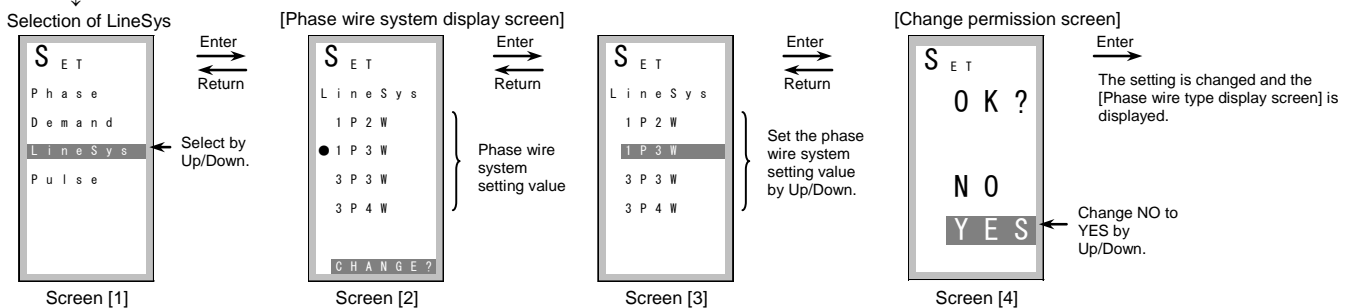 Selection of LineSys
SET
Phase
Demand
LineSys
Pulse
Select by
Up/Down.
Screen [1]
Enter
Return
[Phase wire system display screen]
SET
LineSys
1P2W
●1P3W
3P3W
3P4W
CHANGE?
Phase wire
system
setting value
Screen [2]
Enter
Return
SET
LineSys
1P2W
1P3W
3P3W
3P4W
Set the phase
wire system
setting value
by Up/Down.
Screen [3]
Enter
Return
[Change permission screen]
SET
OK?
NO
YES
Change NO to
YES by
Up/Down.
Screen [4]
Enter
The setting is changed and the
[Phase wire type display screen] is
displayed.